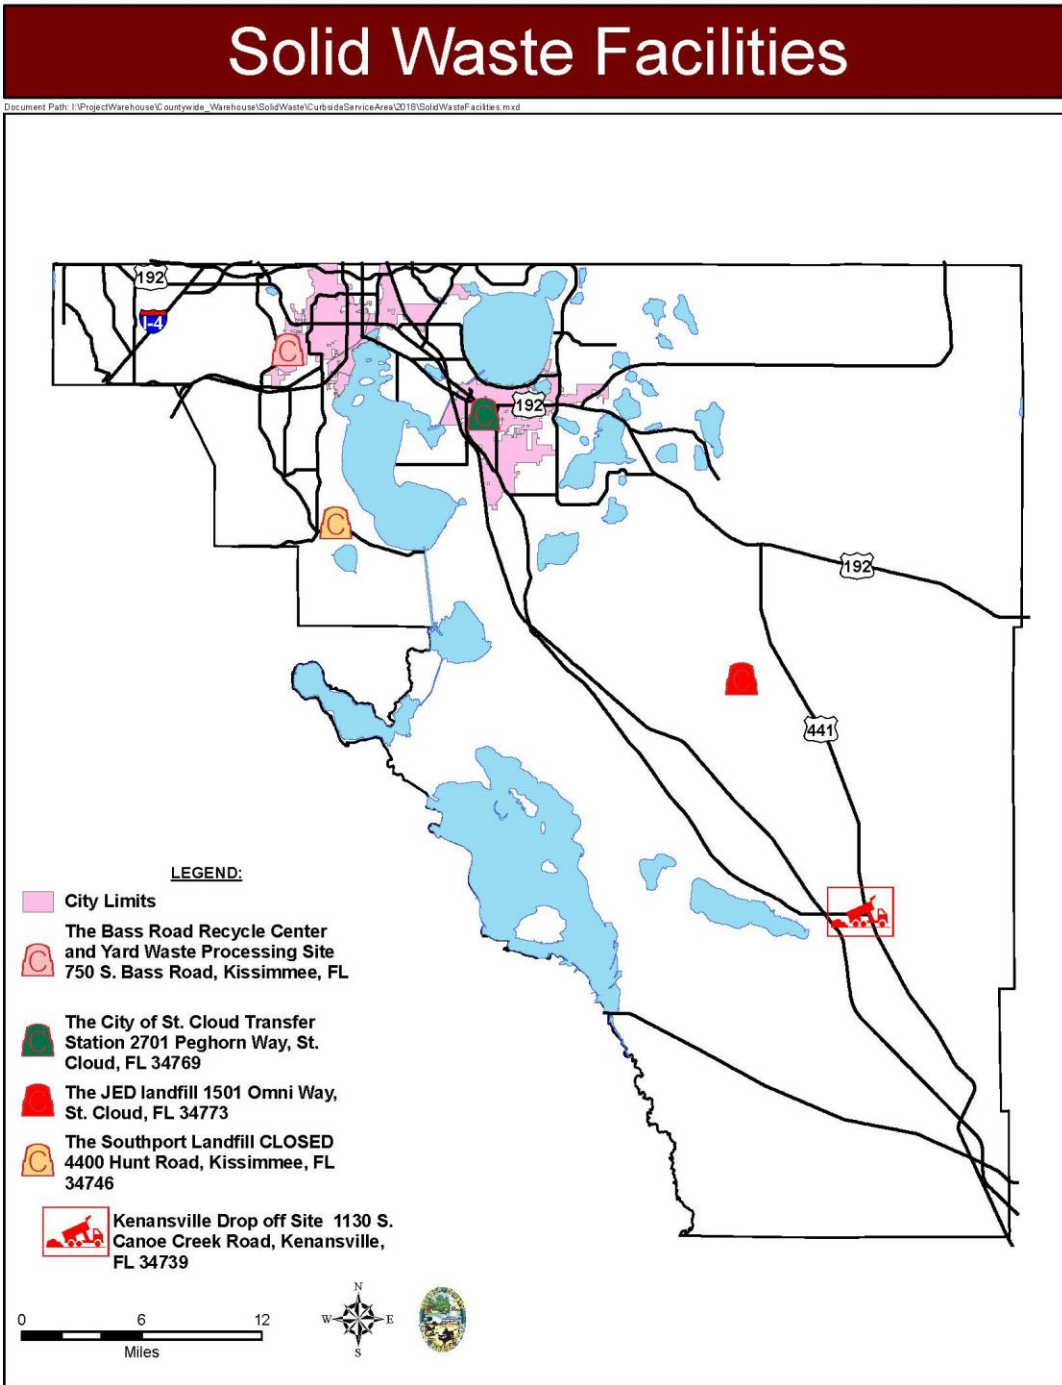 Solid Waste Facilities
Document Path: I:\ProjectWarehouse\Countywide_Warehouse\SolidWaste\CurbsideServiceArea\2018\SolidWasteFacilities.mxd
192
I-4
C
C
192
C
192
C
441
LEGEND:
City Limits
C
The Bass Road Recycle Center
and Yard Waste Processing Site
750 S. Bass Road, Kissimmee, FL
C
The City of St. Cloud Transfer
Station 2701 Peghorn Way, St.
Cloud, FL 34769
C
The JED landfill 1501 Omni Way,
St. Cloud, FL 34773
C
The Southport Landfill CLOSED
4400 Hunt Road, Kissimmee, FL
34746
Kenansville Drop off Site 1130 S.
Canoe Creek Road, Kenansville,
FL 34739
0 6 12
Miles
N
W E
S